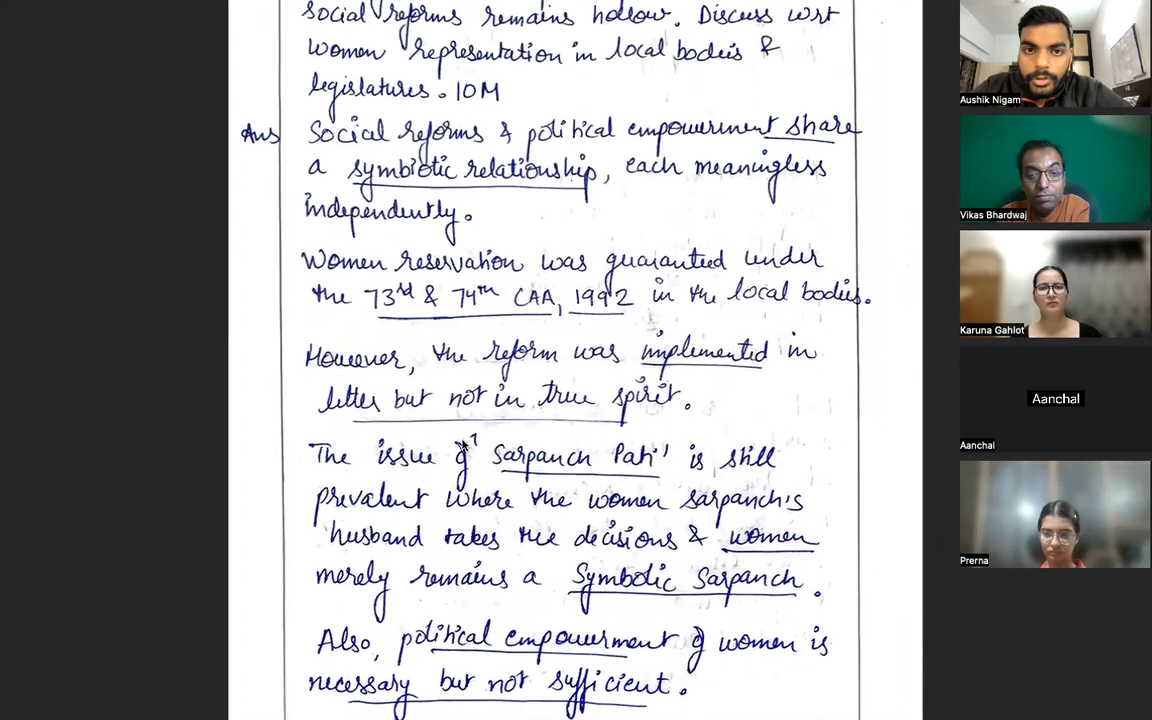 social reforms remains hollow. Discuss wrt
women representation in local bodies &
legislatures. 10M
Ans Social reforms & political empowerment share
a symbiotic relationship, each meaningless
independently.
Women reservation was guaranteed under
the 73rd & 74th CAA, 1992 in the local bodies.
However, the reform was implemented in
letter but not in true spirit.
The issue of 'Sarpanch Pati' is still
prevalent where the women sarpanch's
husband takes the decisions & women
merely remains a Symbolic Sarpanch.
Also, political empowerment of women is
necessary but not sufficient.
Aushik Nigam
Vikas Bhardwaj
Karuna Gahlot
Aanchal
Aanchal
Prerna